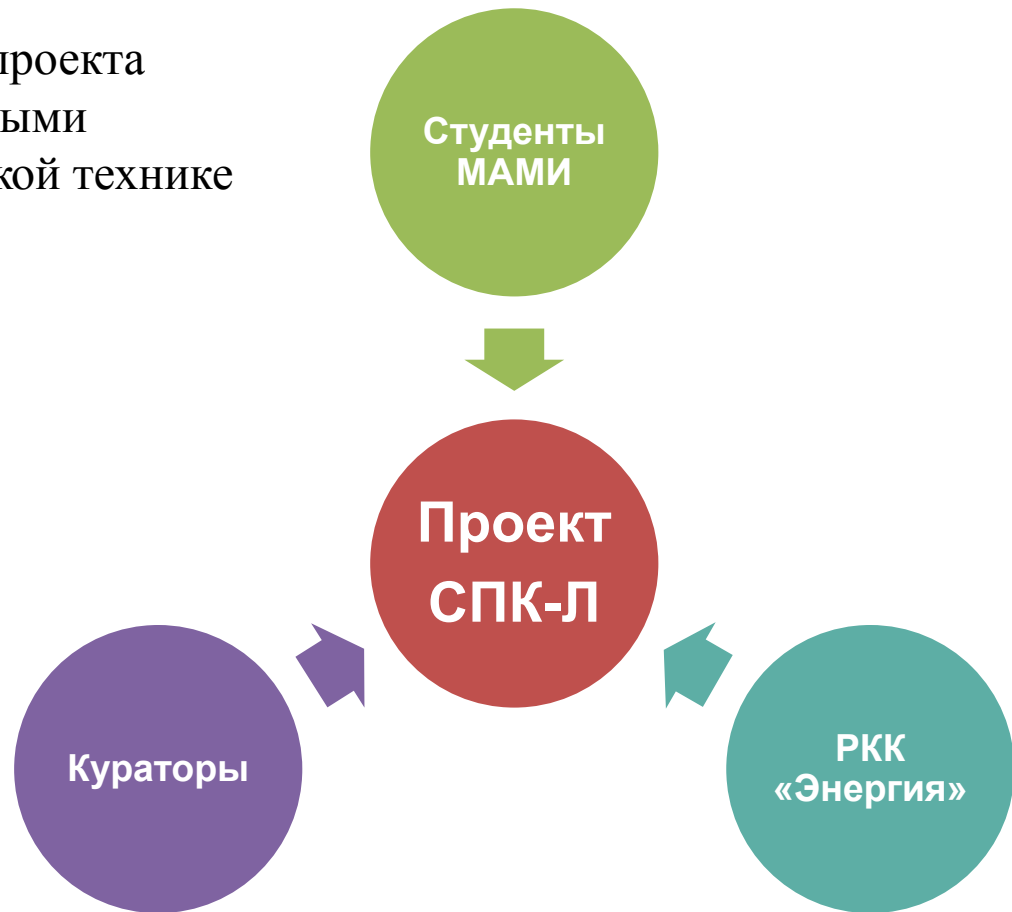 проекта
ыми
кой технике
Студенты
МАМИ
Проект
СПК-Л
Кураторы
РКК
«Энергия»